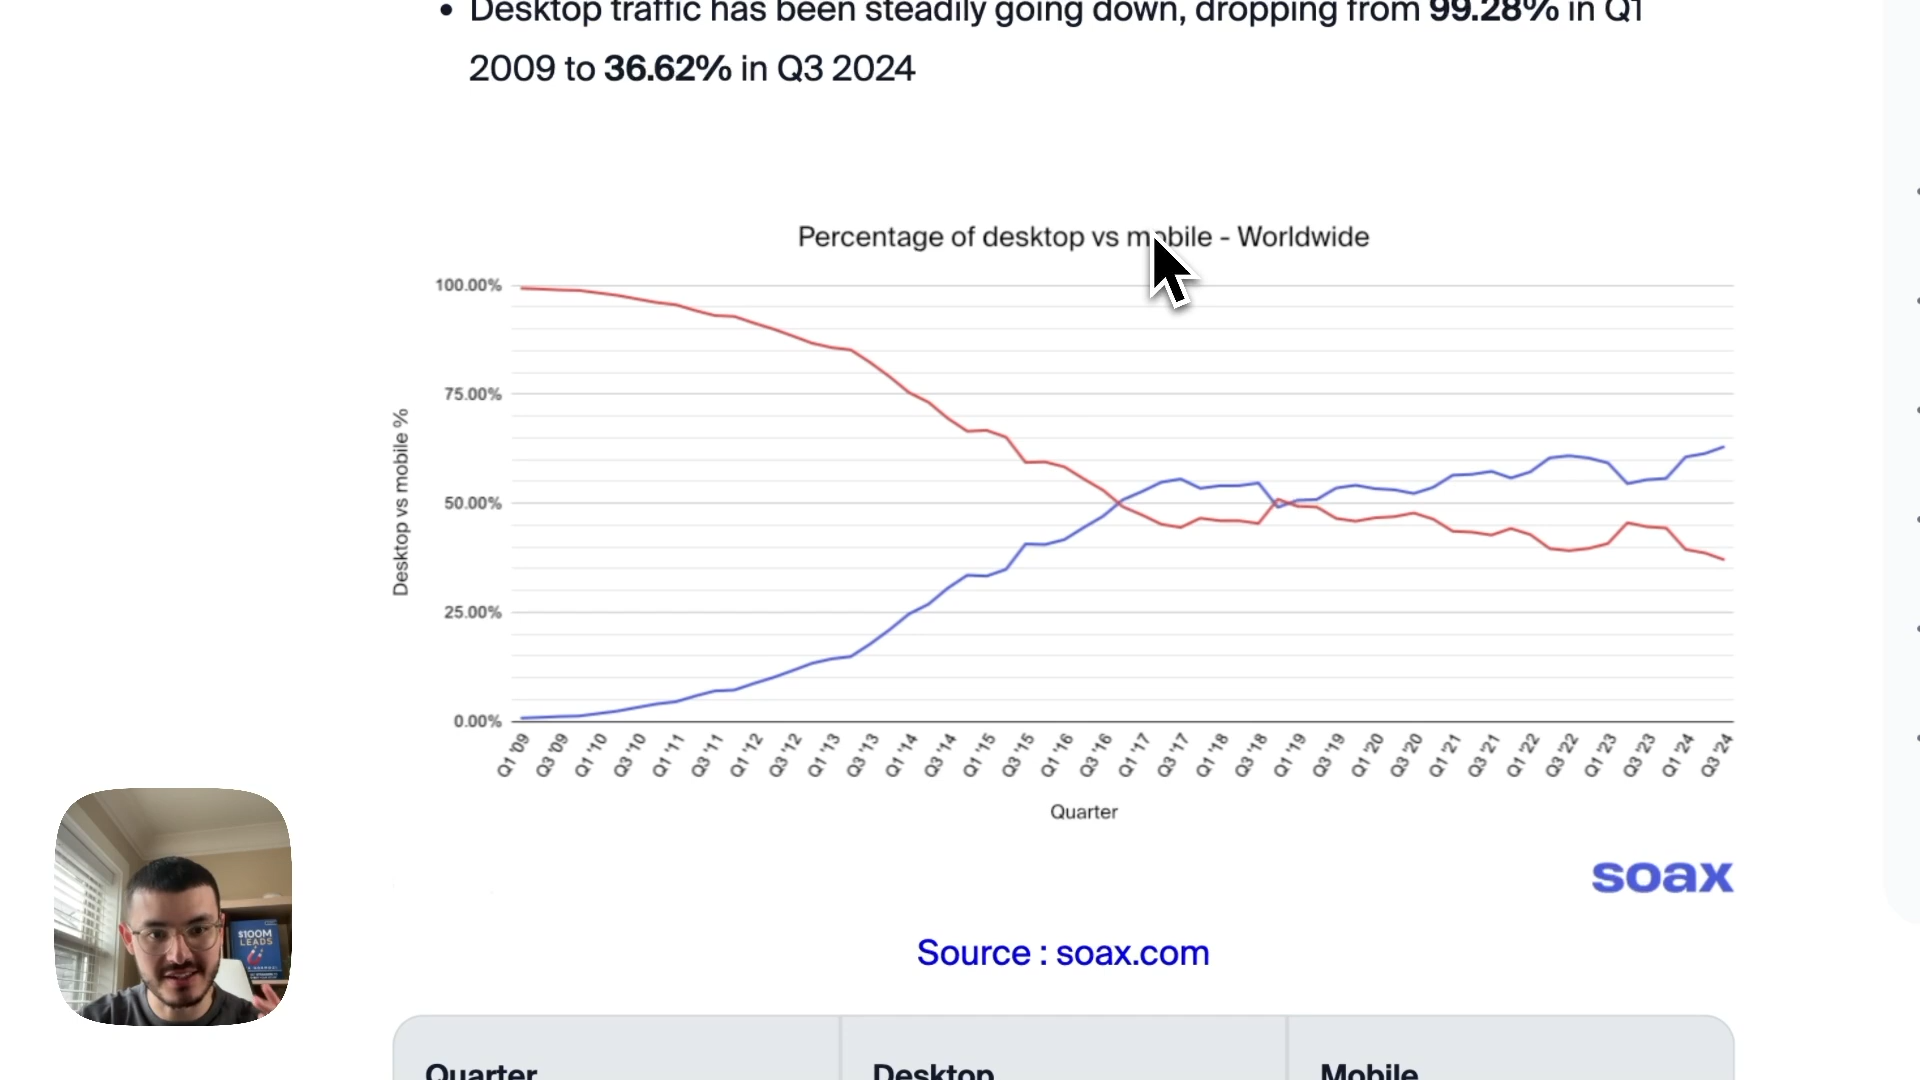 • Desktop traffic has been steadily going down, dropping from 99.28% in Q1
2009 to 36.62% in Q3 2024
Percentage of desktop vs mobile - Worldwide
Desktop vs mobile %
100.00%
75.00%
50.00%
25.00%
0.00%
Q1 '09 Q3 '09 Q1 '10 Q3 '10 Q1 '11 Q3 '11 Q1 '12 Q3 '12 Q1 '13 Q3 '13 Q1 '14 Q3 '14 Q1 '15 Q3 '15 Q1 '16 Q3 '16 Q1 '17 Q3 '17 Q1 '18 Q3 '18 Q1 '19 Q3 '19 Q1 '20 Q3 '20 Q1 '21 Q3 '21 Q1 '22 Q3 '22 Q1 '23 Q3 '23 Q1 '24 Q3 '24
Quarter
soax
$100M
LEADS
Source : soax.com
Quarter Desktop Mobile